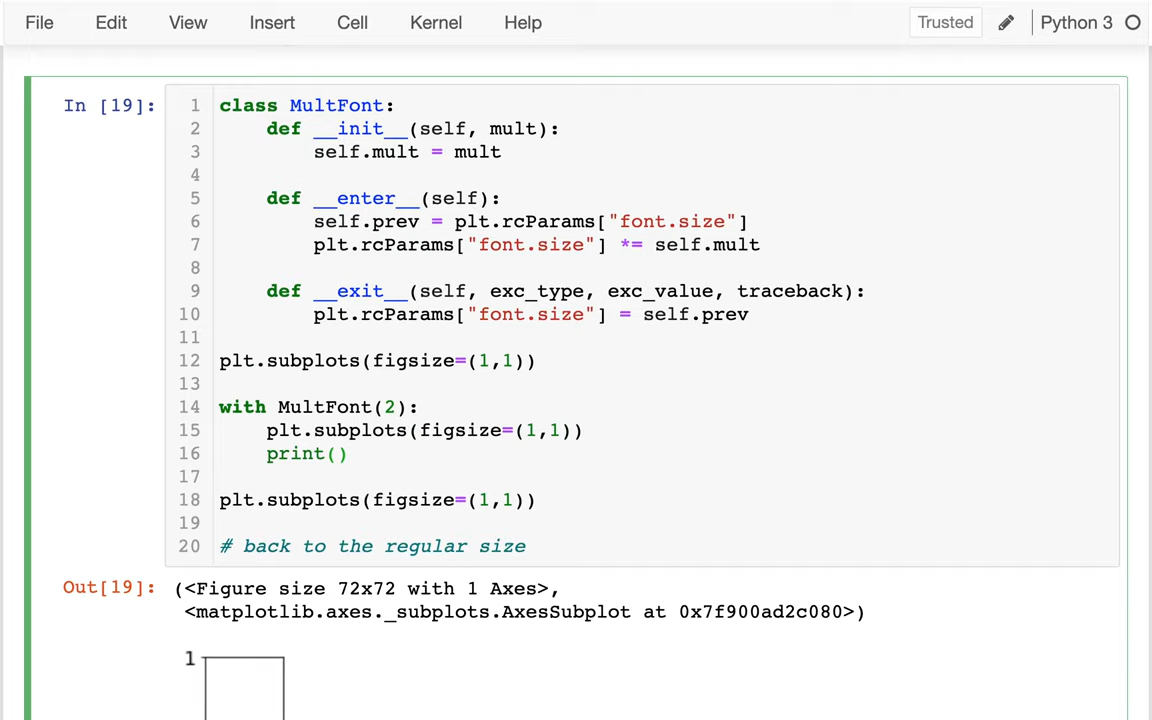 File Edit View Insert Cell Kernel Help Trusted Python 3
In [19]:
1 class MultFont:
2     def __init__(self, mult):
3         self.mult = mult
4
5     def __enter__(self):
6         self.prev = plt.rcParams["font.size"]
7         plt.rcParams["font.size"] *= self.mult
8
9     def __exit__(self, exc_type, exc_value, traceback):
10         plt.rcParams["font.size"] = self.prev
11
12 plt.subplots(figsize=(1,1))
13
14 with MultFont(2):
15     plt.subplots(figsize=(1,1))
16     print()
17
18 plt.subplots(figsize=(1,1))
19
20 # back to the regular size
Out[19]: (<Figure size 72x72 with 1 Axes>,
<matplotlib.axes._subplots.AxesSubplot at 0x7f900ad2c080>)
1